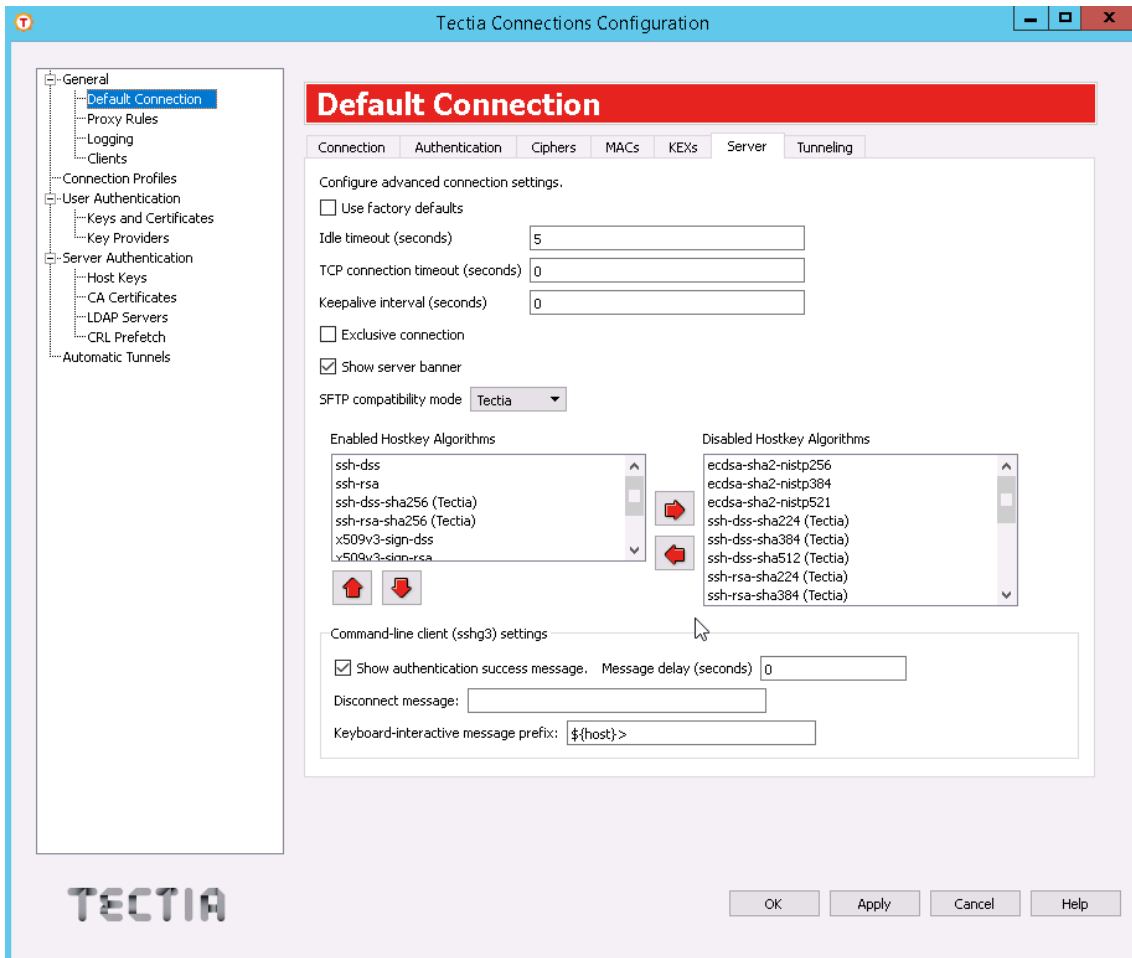 Tectia Connections Configuration
General
Default Connection
Proxy Rules
Logging
Clients
Connection Profiles
User Authentication
Keys and Certificates
Key Providers
Server Authentication
Host Keys
CA Certificates
LDAP Servers
CRL Prefetch
Automatic Tunnels
Default Connection
Connection Authentication Ciphers MACs KEXs Server Tunneling
Configure advanced connection settings.
Use factory defaults
Idle timeout (seconds) 5
TCP connection timeout (seconds) 0
Keepalive interval (seconds) 0
Exclusive connection
Show server banner
SFTP compatibility mode Tectia
Enabled Hostkey Algorithms
ssh-dss
ssh-rsa
ssh-dss-sha256 (Tectia)
ssh-rsa-sha256 (Tectia)
x509v3-sign-dss
x509v3-sign-rsa
Disabled Hostkey Algorithms
ecdsa-sha2-nistp256
ecdsa-sha2-nistp384
ecdsa-sha2-nistp521
ssh-dss-sha224 (Tectia)
ssh-dss-sha384 (Tectia)
ssh-dss-sha512 (Tectia)
ssh-rsa-sha224 (Tectia)
ssh-rsa-sha384 (Tectia)
Command-line client (sshg3) settings
Show authentication success message. Message delay (seconds) 0
Disconnect message:
Keyboard-interactive message prefix: ${host}>
TECTIA
OK Apply Cancel Help